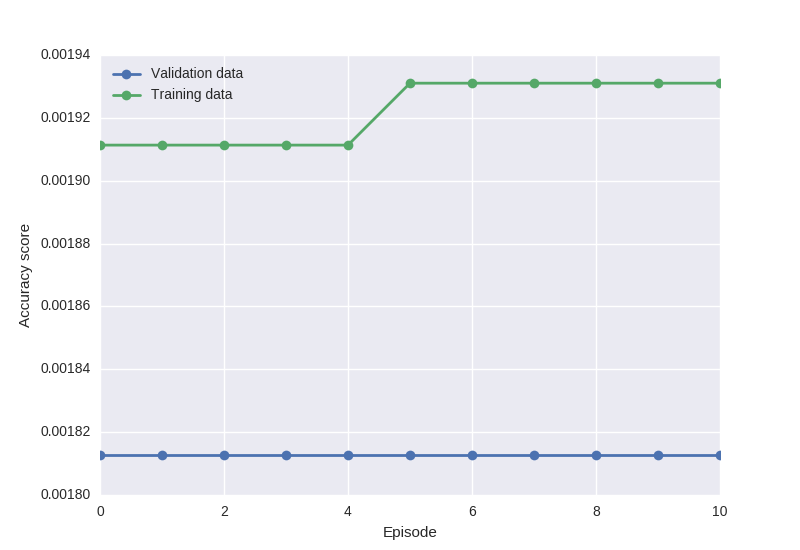 0.00194
Validation data
Training data
0.00192
0.00190
0.00188
0.00186
0.00184
0.00182
0.00180
Accuracy score
0 2 4 6 8 10
Episode